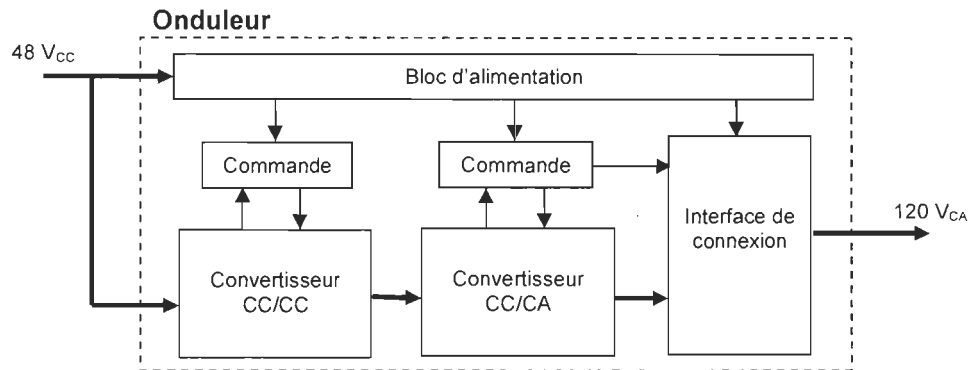 Onduleur
48 VCC
Bloc d'alimentation
Commande
Commande
Interface de
connexion
120 VCA
Convertisseur
CC/CC
Convertisseur
CC/CA